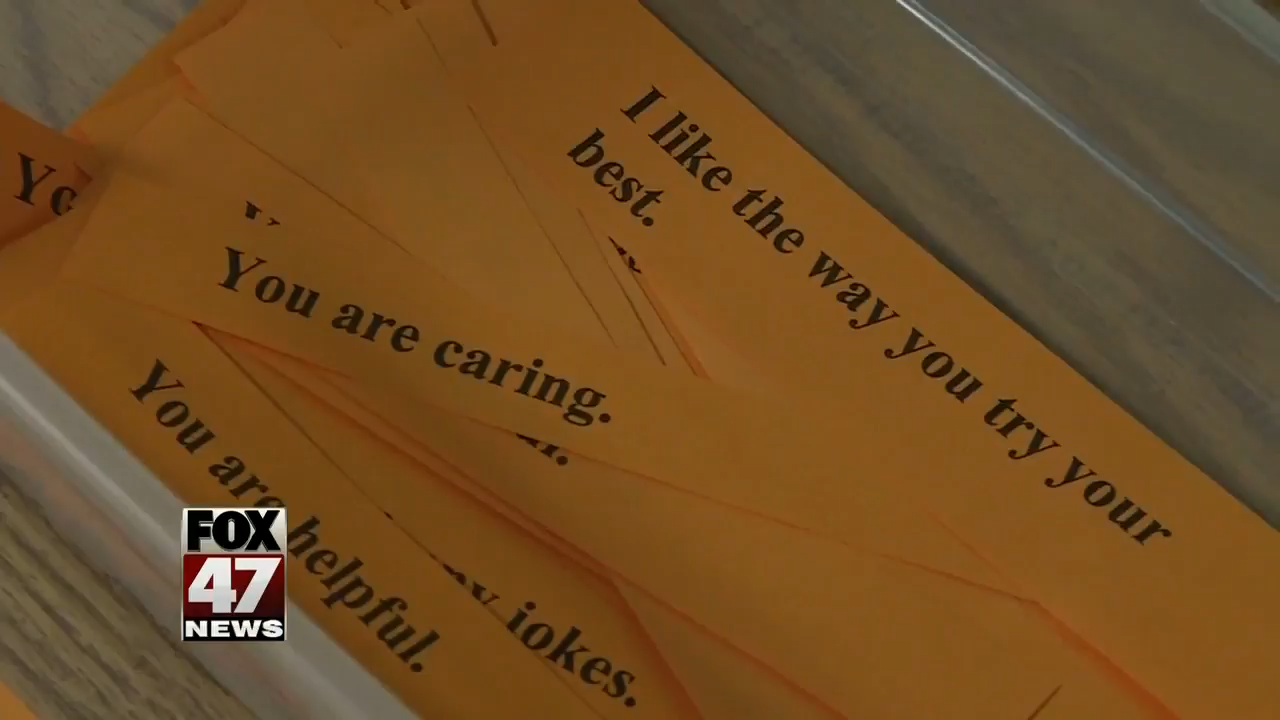 I like the way you try your
best.
You are caring.
You are helpful.
jokes.
FOX
47
NEWS